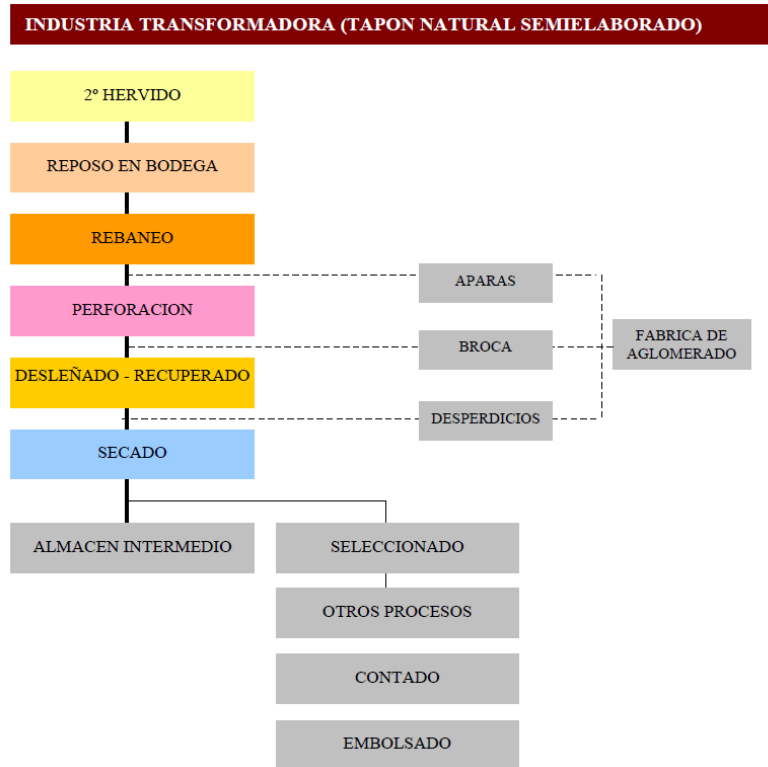 INDUSTRIA TRANSFORMADORA (TAPON NATURAL SEMIELABORADO)
2º HERVIDO
REPOSO EN BODEGA
REBANEO
APARAS
PERFORACION
BROCA
FABRICA DE
AGLOMERADO
DESLEÑADO - RECUPERADO
DESPERDICIOS
SECADO
ALMACEN INTERMEDIO
SELECCIONADO
OTROS PROCESOS
CONTADO
EMBOLSADO